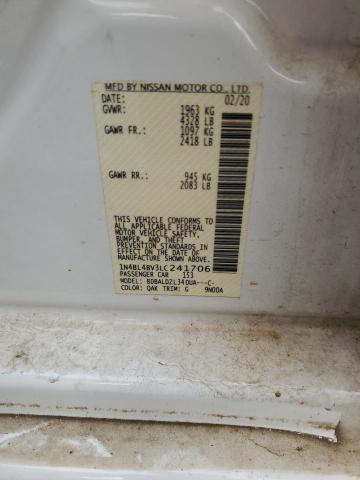 MFD BY NISSAN MOTOR CO., LTD.
DATE: 02/20
GVWR: 1963 KG
4328 LB
GAWR FR.: 1097 KG
2418 LB
GAWR RR.: 945 KG
2083 LB
THIS VEHICLE CONFORMS TO
ALL APPLICABLE FEDERAL
MOTOR VEHICLE SAFETY,
BUMPER, AND THEFT
PREVENTION STANDARDS IN
EFFECT ON THE DATE OF
MANUFACTURE SHOWN ABOVE.
1N4BL4BV3LC241706
PASSENGER CAR 153
MODEL: BDBALD2L340UA---C-
COLOR: QAK TRIM: G 9N00A